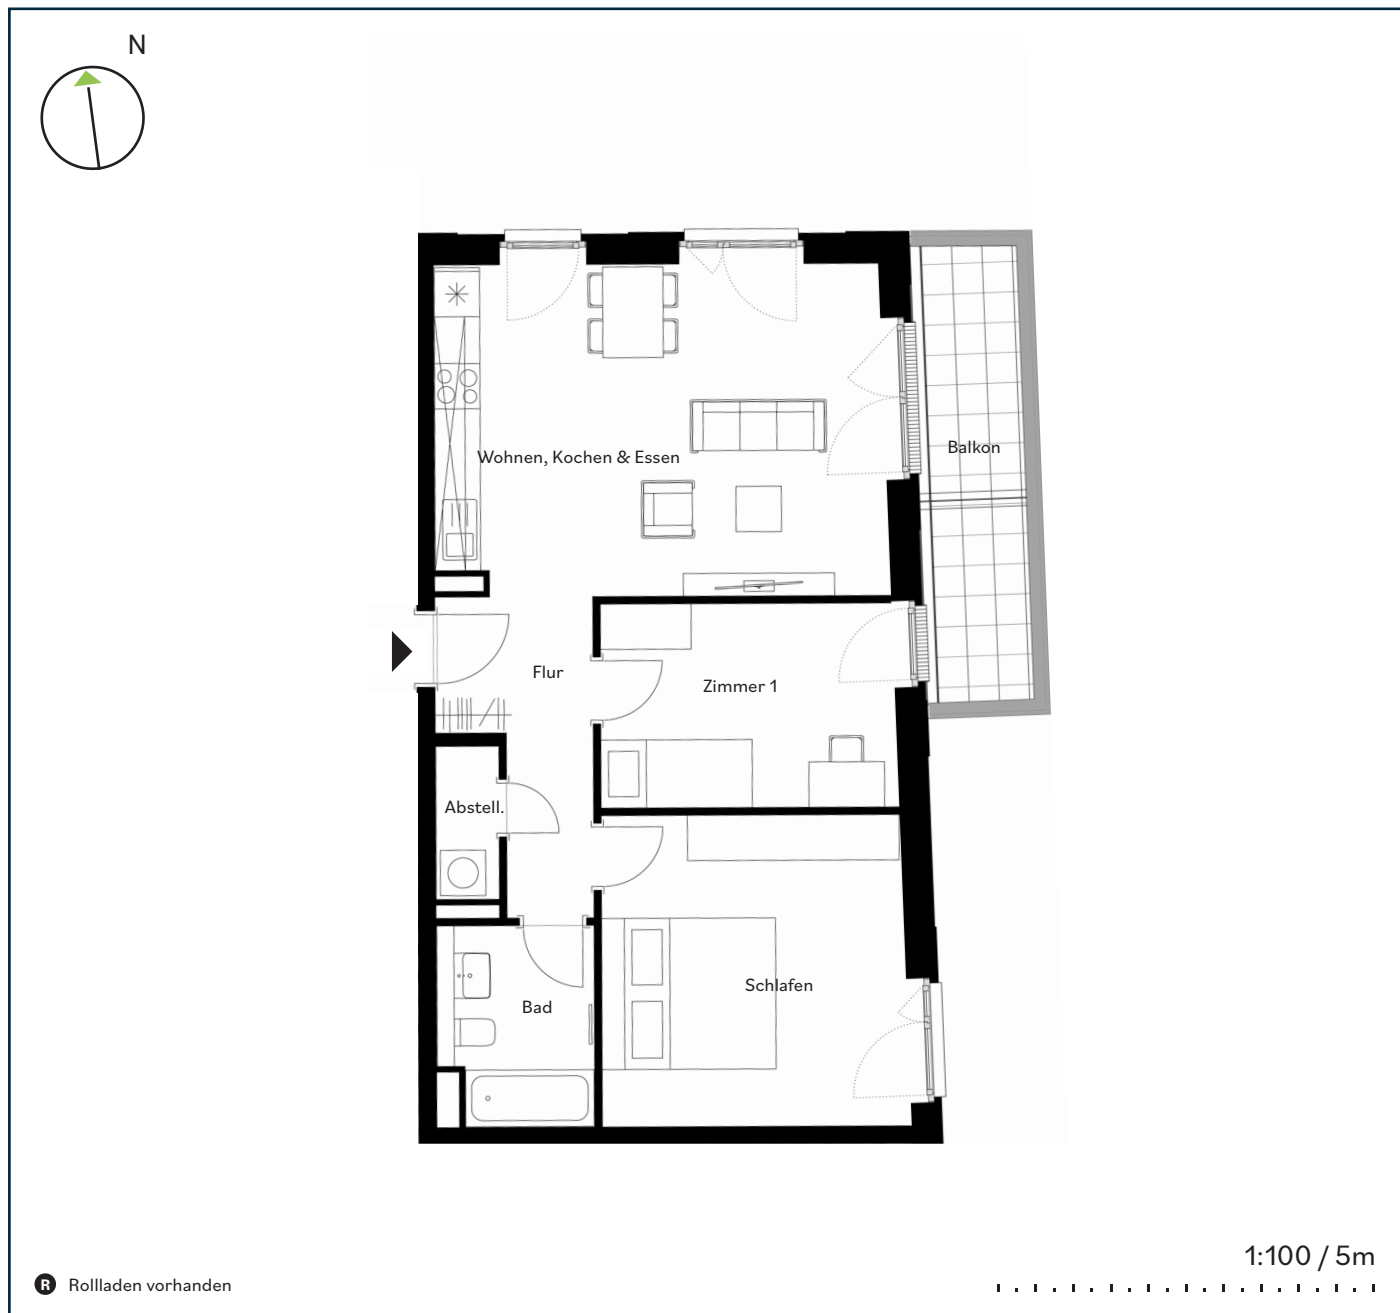 N
Wohnen, Kochen & Essen
Balkon
Flur
Zimmer 1
Abstell.
Schlafen
Bad
1:100 / 5m
R Rollladen vorhanden